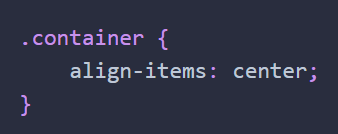 .container {
    align-items: center;
}